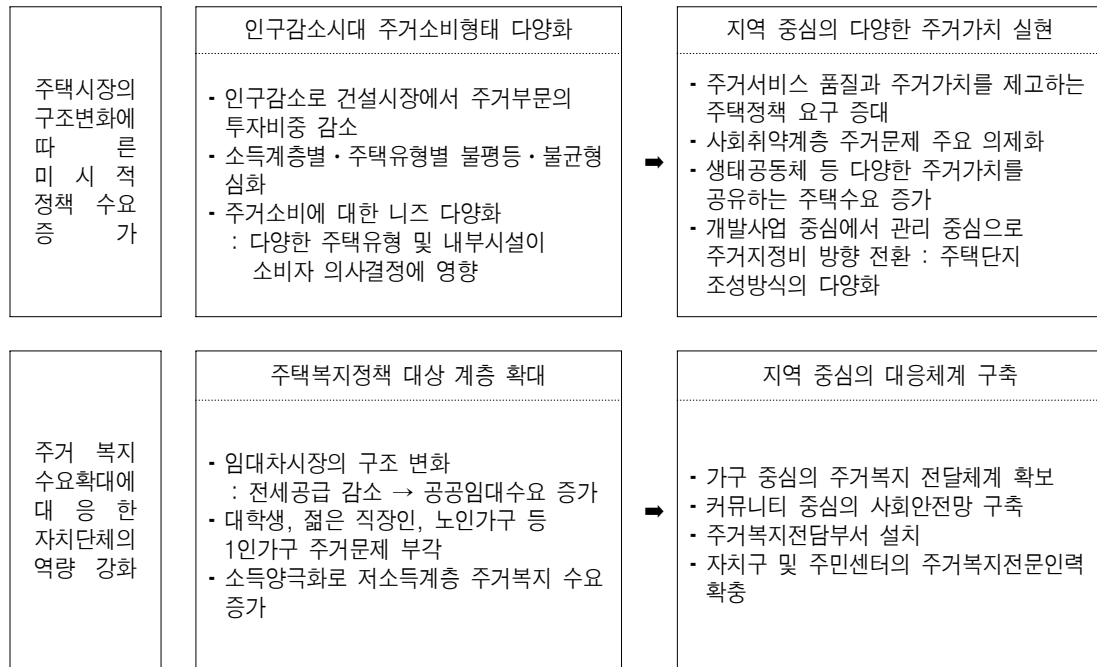 주택시장의
구조변화에
따 른
미 시 적
정책 수요
증 가
인구감소시대 주거소비형태 다양화
- 인구감소로 건설시장에서 주거부문의
투자비중 감소
- 소득계층별・주택유형별 불평등・불균형
심화
- 주거소비에 대한 니즈 다양화
: 다양한 주택유형 및 내부시설이
소비자 의사결정에 영향
➡
지역 중심의 다양한 주거가치 실현
- 주거서비스 품질과 주거가치를 제고하는
주택정책 요구 증대
- 사회취약계층 주거문제 주요 의제화
- 생태공동체 등 다양한 주거가치를
공유하는 주택수요 증가
- 개발사업 중심에서 관리 중심으로
주거지정비 방향 전환 : 주택단지
조성방식의 다양화
주거 복지
수요확대에
대 응 한
자치단체의
역량 강화
주택복지정책 대상 계층 확대
- 임대차시장의 구조 변화
: 전세공급 감소 → 공공임대수요 증가
- 대학생, 젊은 직장인, 노인가구 등
1인가구 주거문제 부각
- 소득양극화로 저소득계층 주거복지 수요
증가
➡
지역 중심의 대응체계 구축
- 가구 중심의 주거복지 전달체계 확보
- 커뮤니티 중심의 사회안전망 구축
- 주거복지전담부서 설치
- 자치구 및 주민센터의 주거복지전문인력
확충